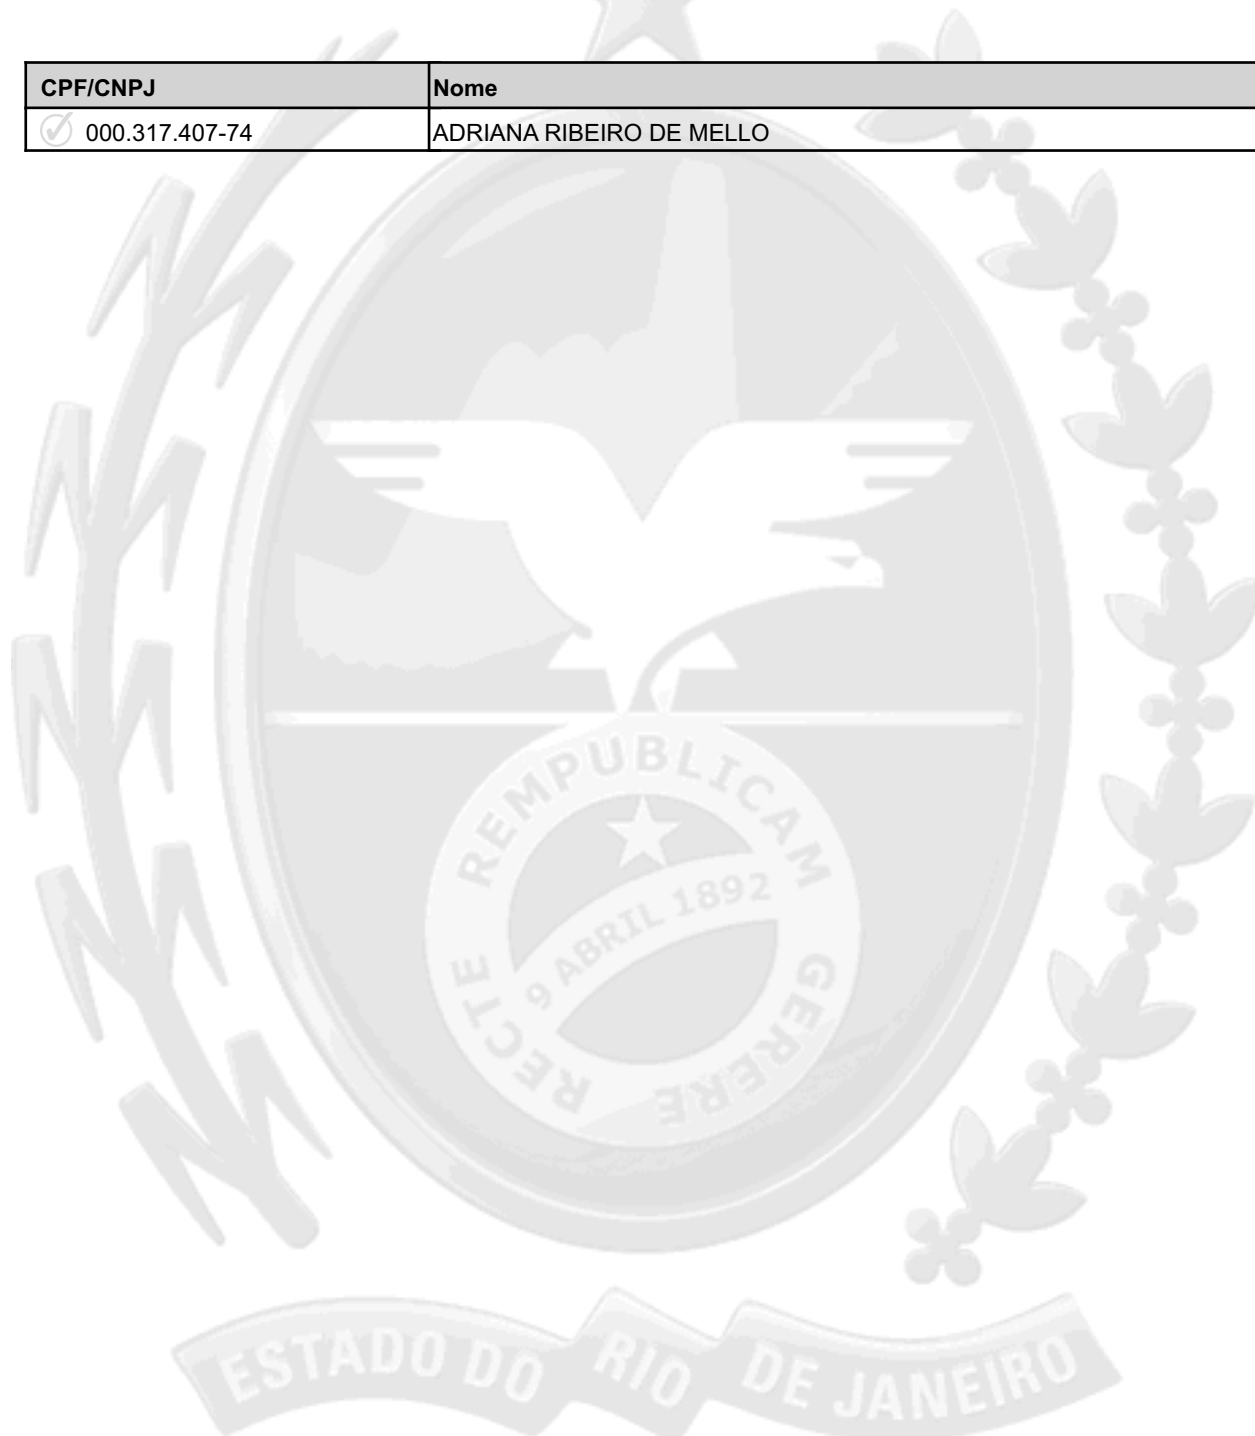 CPF/CNPJ Nome
000.317.407-74 ADRIANA RIBEIRO DE MELLO
REMPUBLICAM
9 ABRIL 1892
RECTE GERERE
ESTADO DO RIO DE JANEIRO